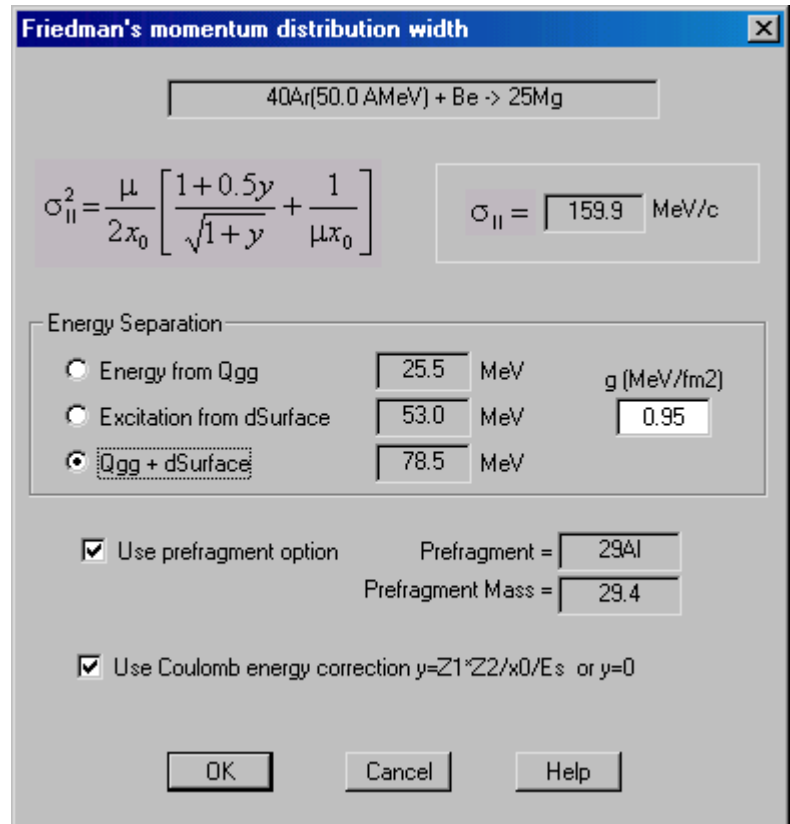 Friedman's momentum distribution width
40Ar(50.0 AMeV) + Be -> 25Mg
σ²_II = μ/2x₀ [ (1 + 0.5y)/√(1 + y) + 1/μx₀ ]
σ_II = 159.9 MeV/c
Energy Separation
Energy from Qgg 25.5 MeV
g (MeV/fm2)
Excitation from dSurface 53.0 MeV 0.95
Qgg + dSurface 78.5 MeV
Use prefragment option Prefragment = 29Al
Prefragment Mass = 29.4
Use Coulomb energy correction y=Z1*Z2/x0/Es or y=0
OK Cancel Help